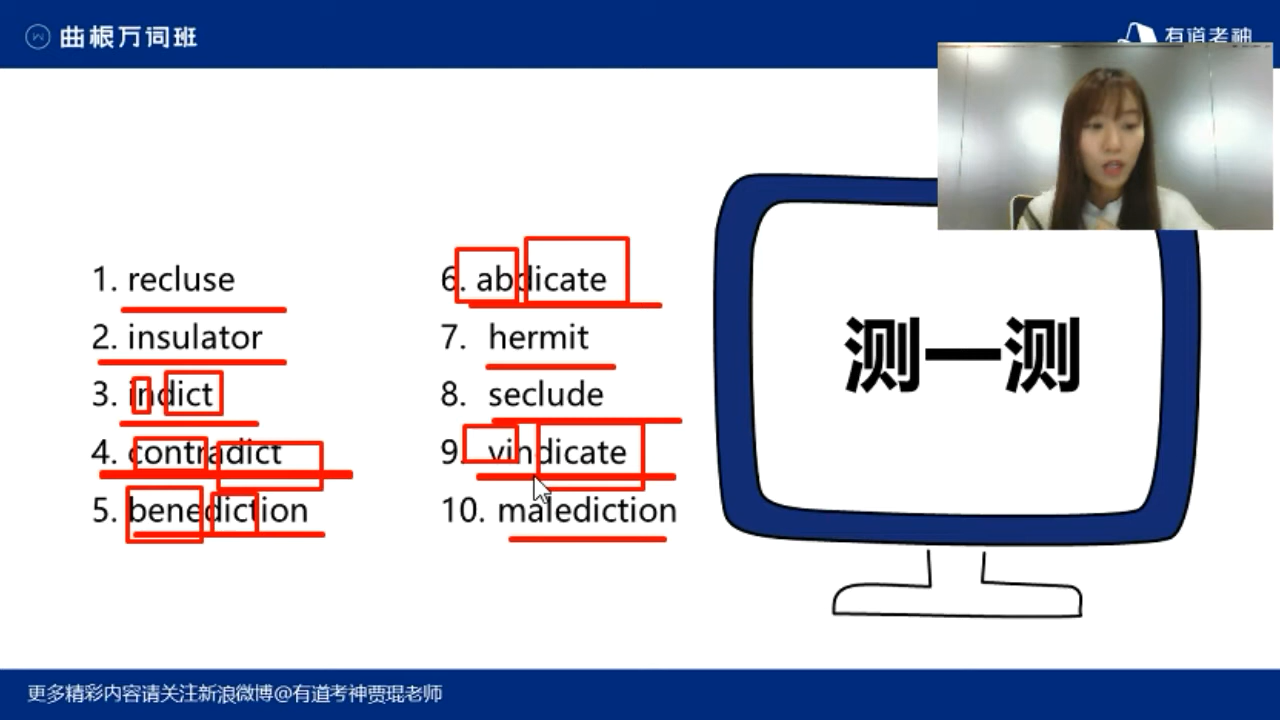 曲根万词班
有道考神
1. recluse
2. insulator
3. indict
4. contradict
5. benediction
6. abdicate
7. hermit
8. seclude
9. vindicate
10. malediction
测一测
更多精彩内容请关注新浪微博@有道考神贾琨老师